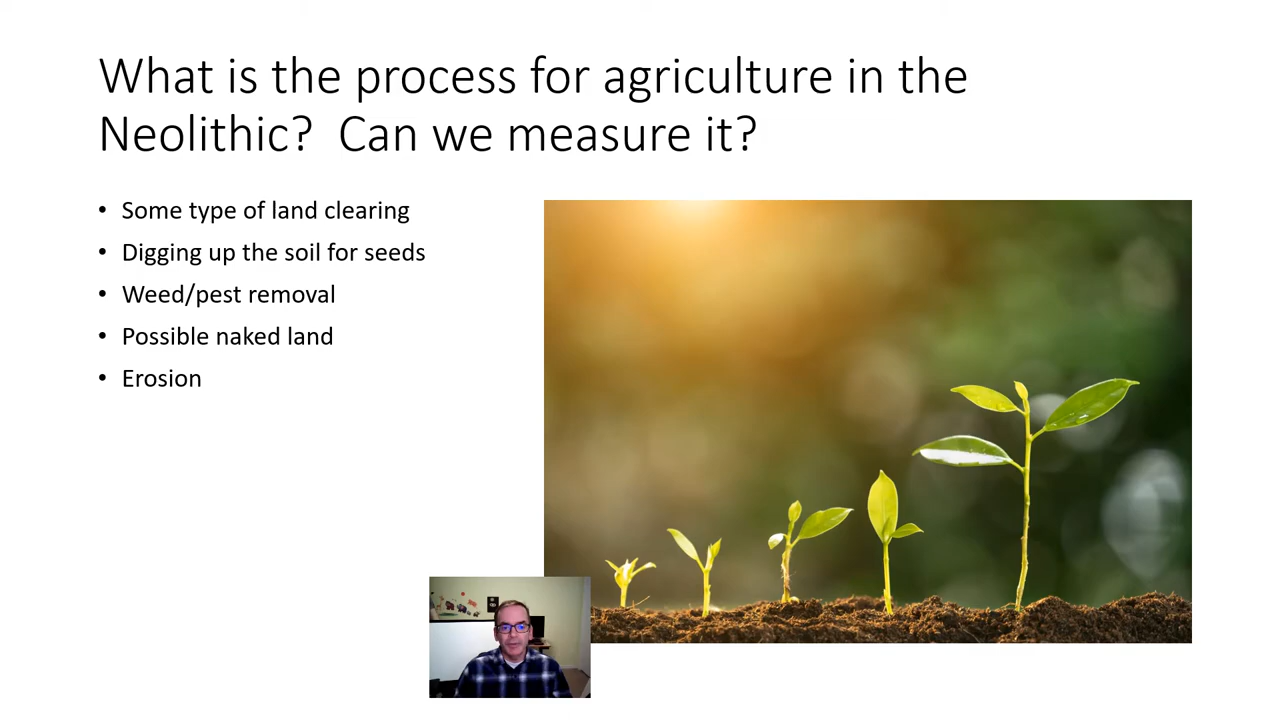 What is the process for agriculture in the
Neolithic?  Can we measure it?
• Some type of land clearing
• Digging up the soil for seeds
• Weed/pest removal
• Possible naked land
• Erosion